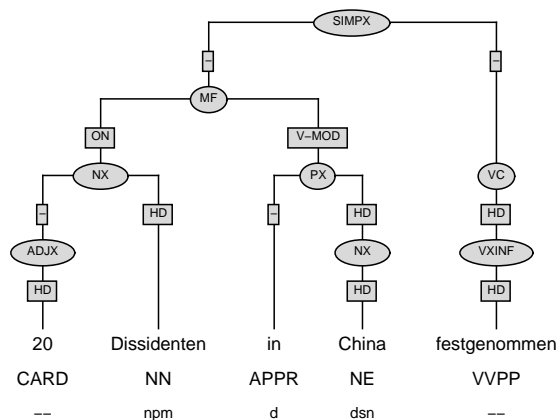 SIMPX
– –
MF
ON V–MOD
NX PX VC
– HD – HD HD
ADJX NX VXINF
HD HD HD
20 Dissidenten in China festgenommen
CARD NN APPR NE VVPP
–– npm d dsn ––